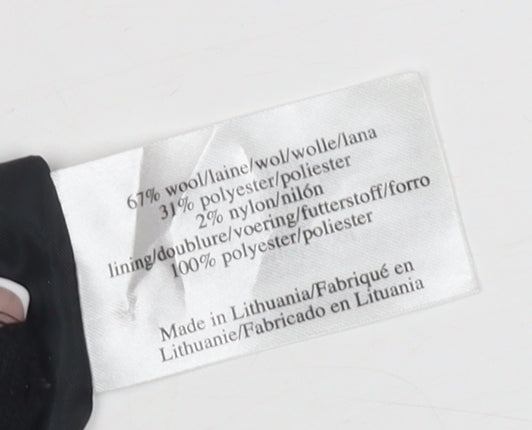 67% wool/laine/wol/wolle/lana
31% polyester/poliester
2% nylon/nilón
lining/doublure/voering/futterstoff/forro
100% polyester/poliester
Made in Lithuania/Fabriqué en
Lithuanie/Fabricado en Lituania